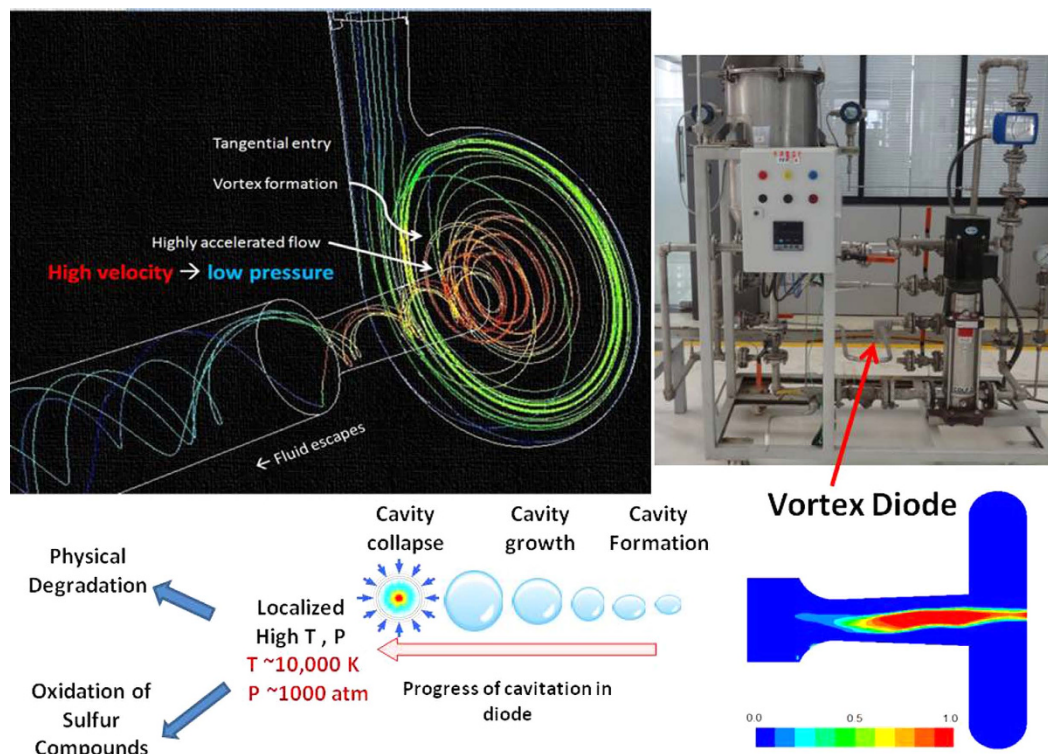 Tangential entry
Vortex formation
Highly accelerated flow
High velocity → low pressure
← Fluid escapes
Vortex Diode
Cavity
collapse
Cavity
growth
Cavity
Formation
Physical
Degradation
Localized
High T , P
T ~10,000 K
P ~1000 atm
Progress of cavitation in
diode
Oxidation of
Sulfur
Compounds
0.0 0.5 1.0